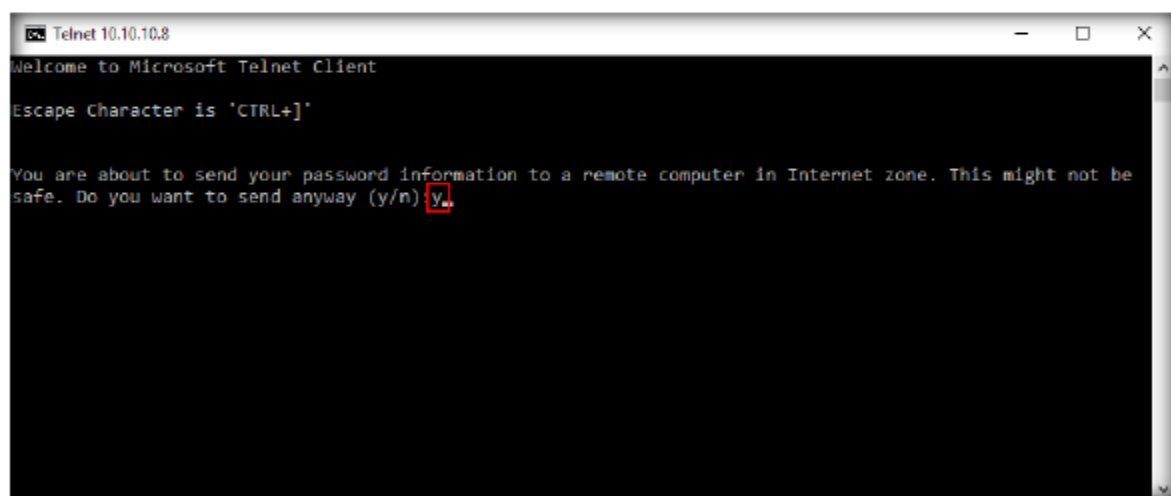 Telnet 10.10.10.8
Welcome to Microsoft Telnet Client
Escape Character is 'CTRL+]'
You are about to send your password information to a remote computer in Internet zone. This might not be
safe. Do you want to send anyway (y/n):y